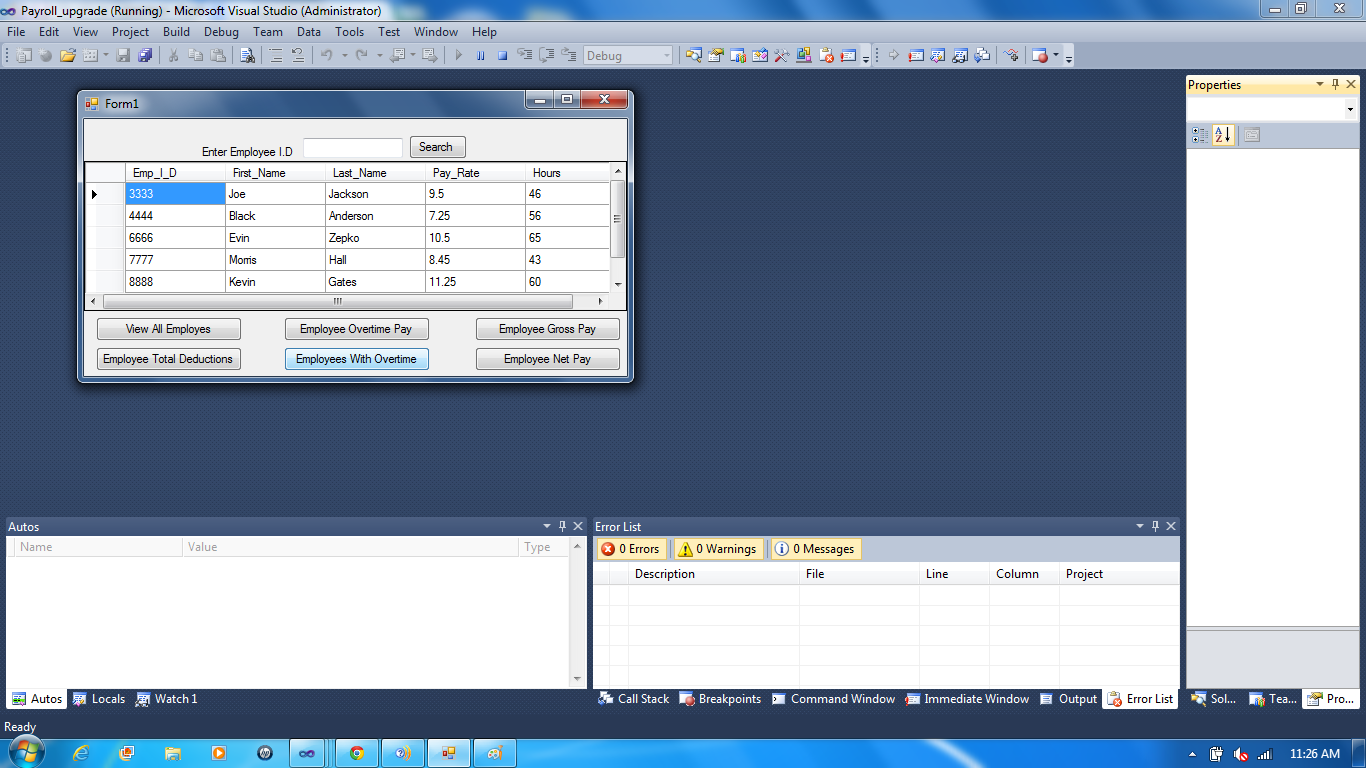 Payroll_upgrade (Running) - Microsoft Visual Studio (Administrator)
File Edit View Project Build Debug Team Data Tools Test Window Help
Debug
Properties
Form1
Enter Employee I.D Search
Emp_I_D First_Name Last_Name Pay_Rate Hours
3333 Joe Jackson 9.5 46
4444 Black Anderson 7.25 56
6666 Evin Zepko 10.5 65
7777 Morris Hall 8.45 43
8888 Kevin Gates 11.25 60
View All Employes Employee Overtime Pay Employee Gross Pay
Employee Total Deductions Employees With Overtime Employee Net Pay
Autos
Name Value Type
Error List
0 Errors 0 Warnings 0 Messages
Description File Line Column Project
Autos Locals Watch 1
Call Stack Breakpoints Command Window Immediate Window Output Error List
Sol... Tea... Pro...
Ready
11:26 AM